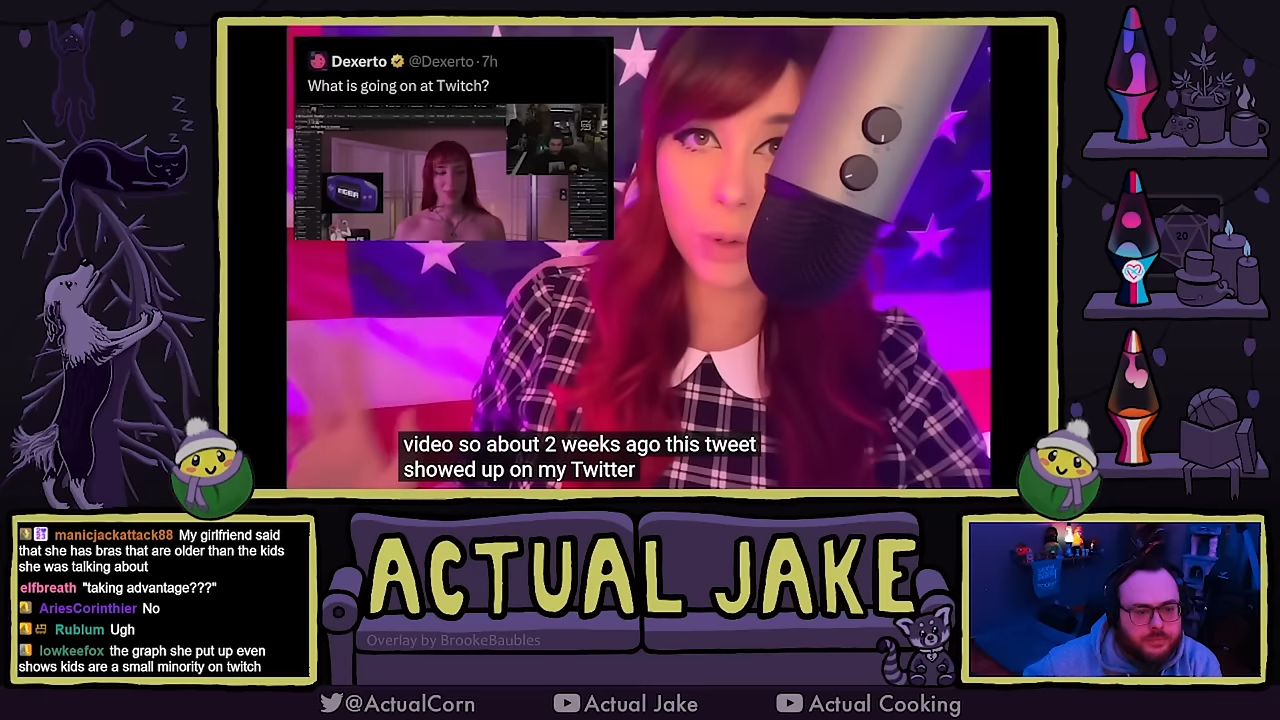 Dexerto @Dexerto · 7h
What is going on at Twitch?
20
video so about 2 weeks ago this tweet
showed up on my Twitter
manicjackattack88 My girlfriend said
that she has bras that are older than the kids
she was talking about
elfbreath "taking advantage???"
AriesCorinthier No
Rublum Ugh
lowkeefox the graph she put up even
shows kids are a small minority on twitch
ACTUAL JAKE
Overlay by BrookeBaubles
@ActualCorn
Actual Jake
Actual Cooking